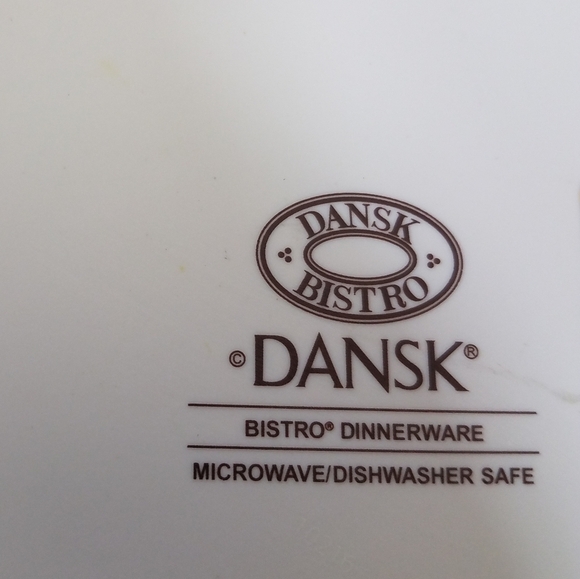 DANSK
BISTRO
© DANSK®
BISTRO® DINNERWARE
MICROWAVE/DISHWASHER SAFE